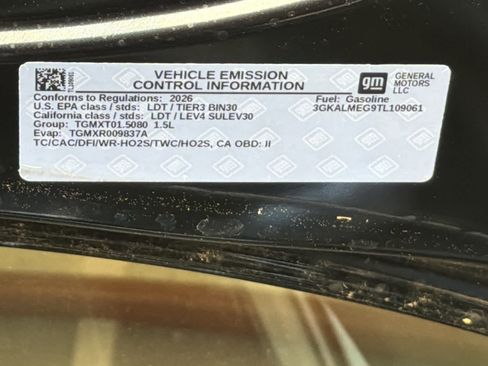 VEHICLE EMISSION
CONTROL INFORMATION
gm
GENERAL
MOTORS
LLC
Conforms to Regulations: 2026
Fuel: Gasoline
U.S. EPA class / stds: LDT / TIER3 BIN30
3GKALMEG9TL109061
California class / stds: LDT / LEV4 SULEV30
Group: TGMXT01.5080 1.5L
Evap: TGMXR009837A
TC/CAC/DFI/WR-HO2S/TWC/HO2S, CA OBD: II